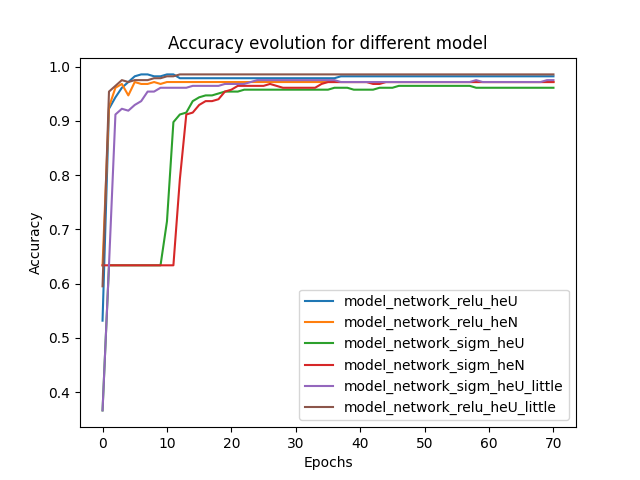 Accuracy evolution for different model
1.0
0.9
0.8
0.7
0.6
0.5
0.4
Accuracy
model_network_relu_heU
model_network_relu_heN
model_network_sigm_heU
model_network_sigm_heN
model_network_sigm_heU_little
model_network_relu_heU_little
0 10 20 30 40 50 60 70
Epochs